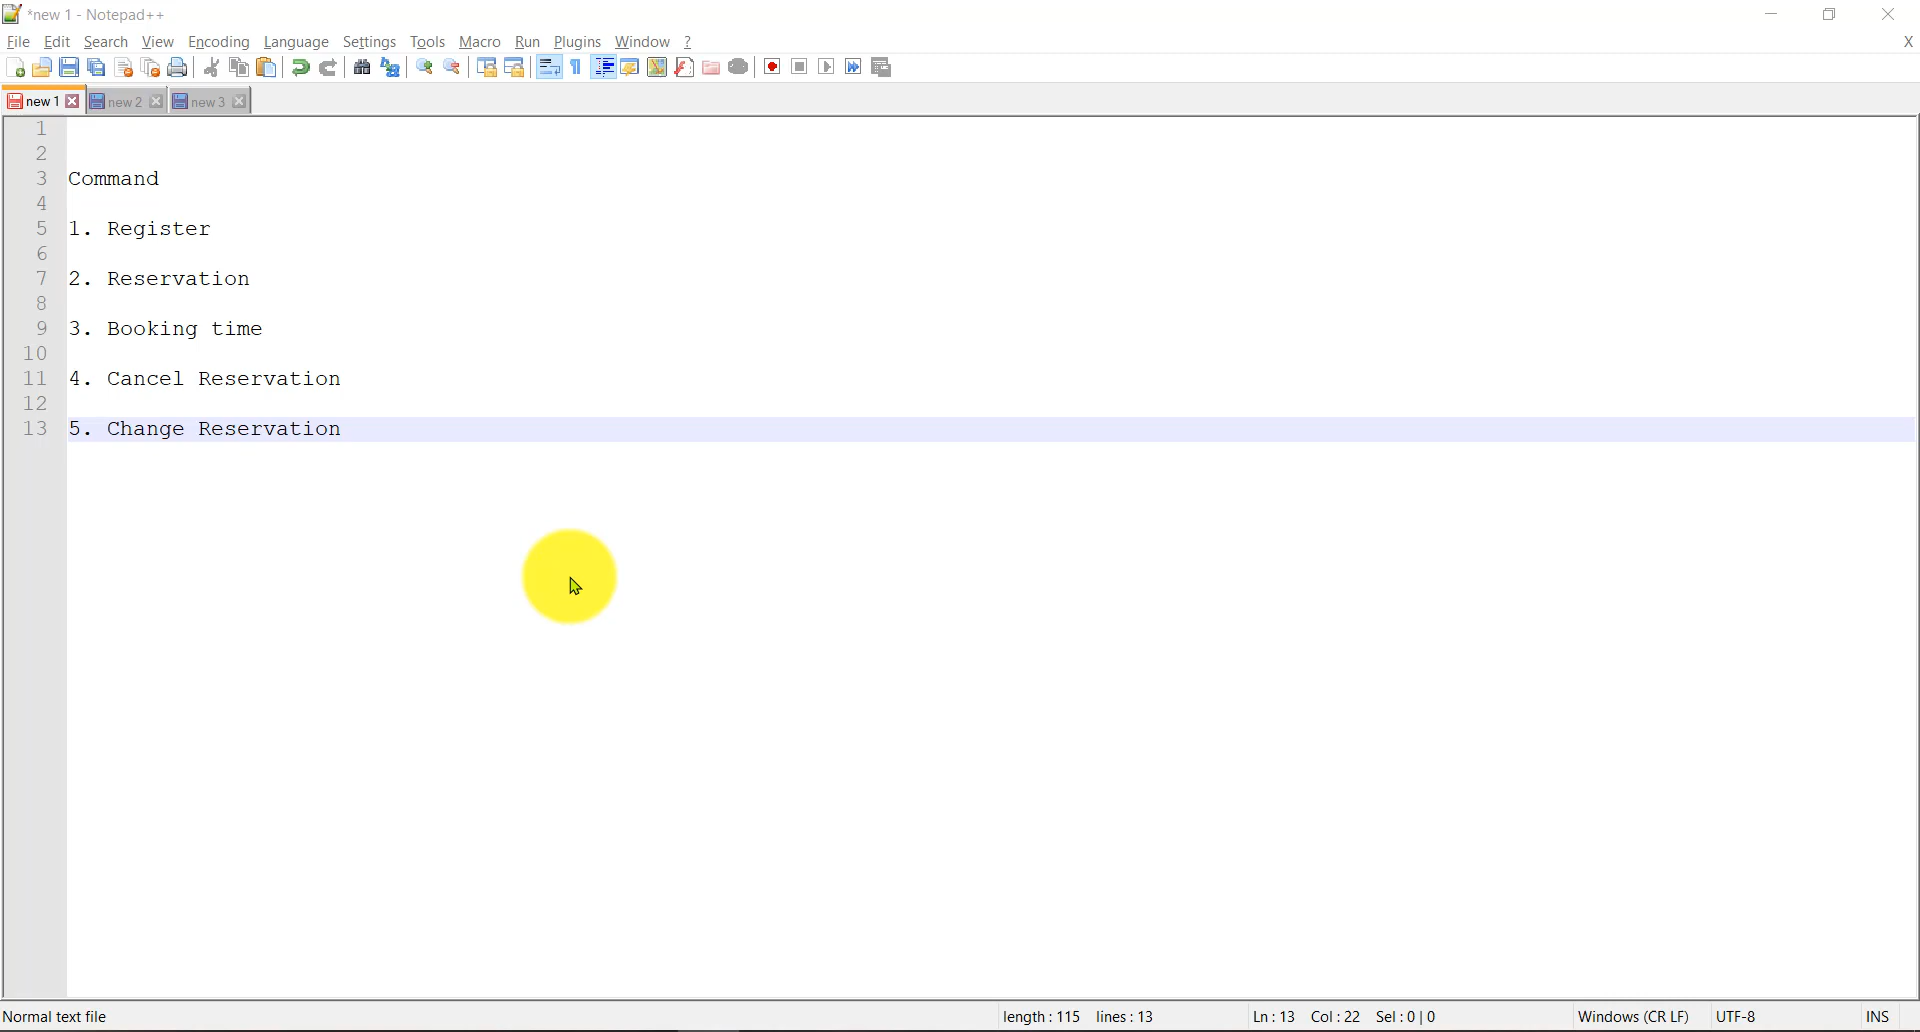 *new 1 - Notepad++
File Edit Search View Encoding Language Settings Tools Macro Run Plugins Window ? X
new 1 new 2 new 3
1
2
3 Command
4
5 1. Register
6
7 2. Reservation
8
9 3. Booking time
10
11 4. Cancel Reservation
12
13 5. Change Reservation
Normal text file length : 115 lines : 13 Ln : 13 Col : 22 Sel : 0 | 0 Windows (CR LF) UTF-8 INS